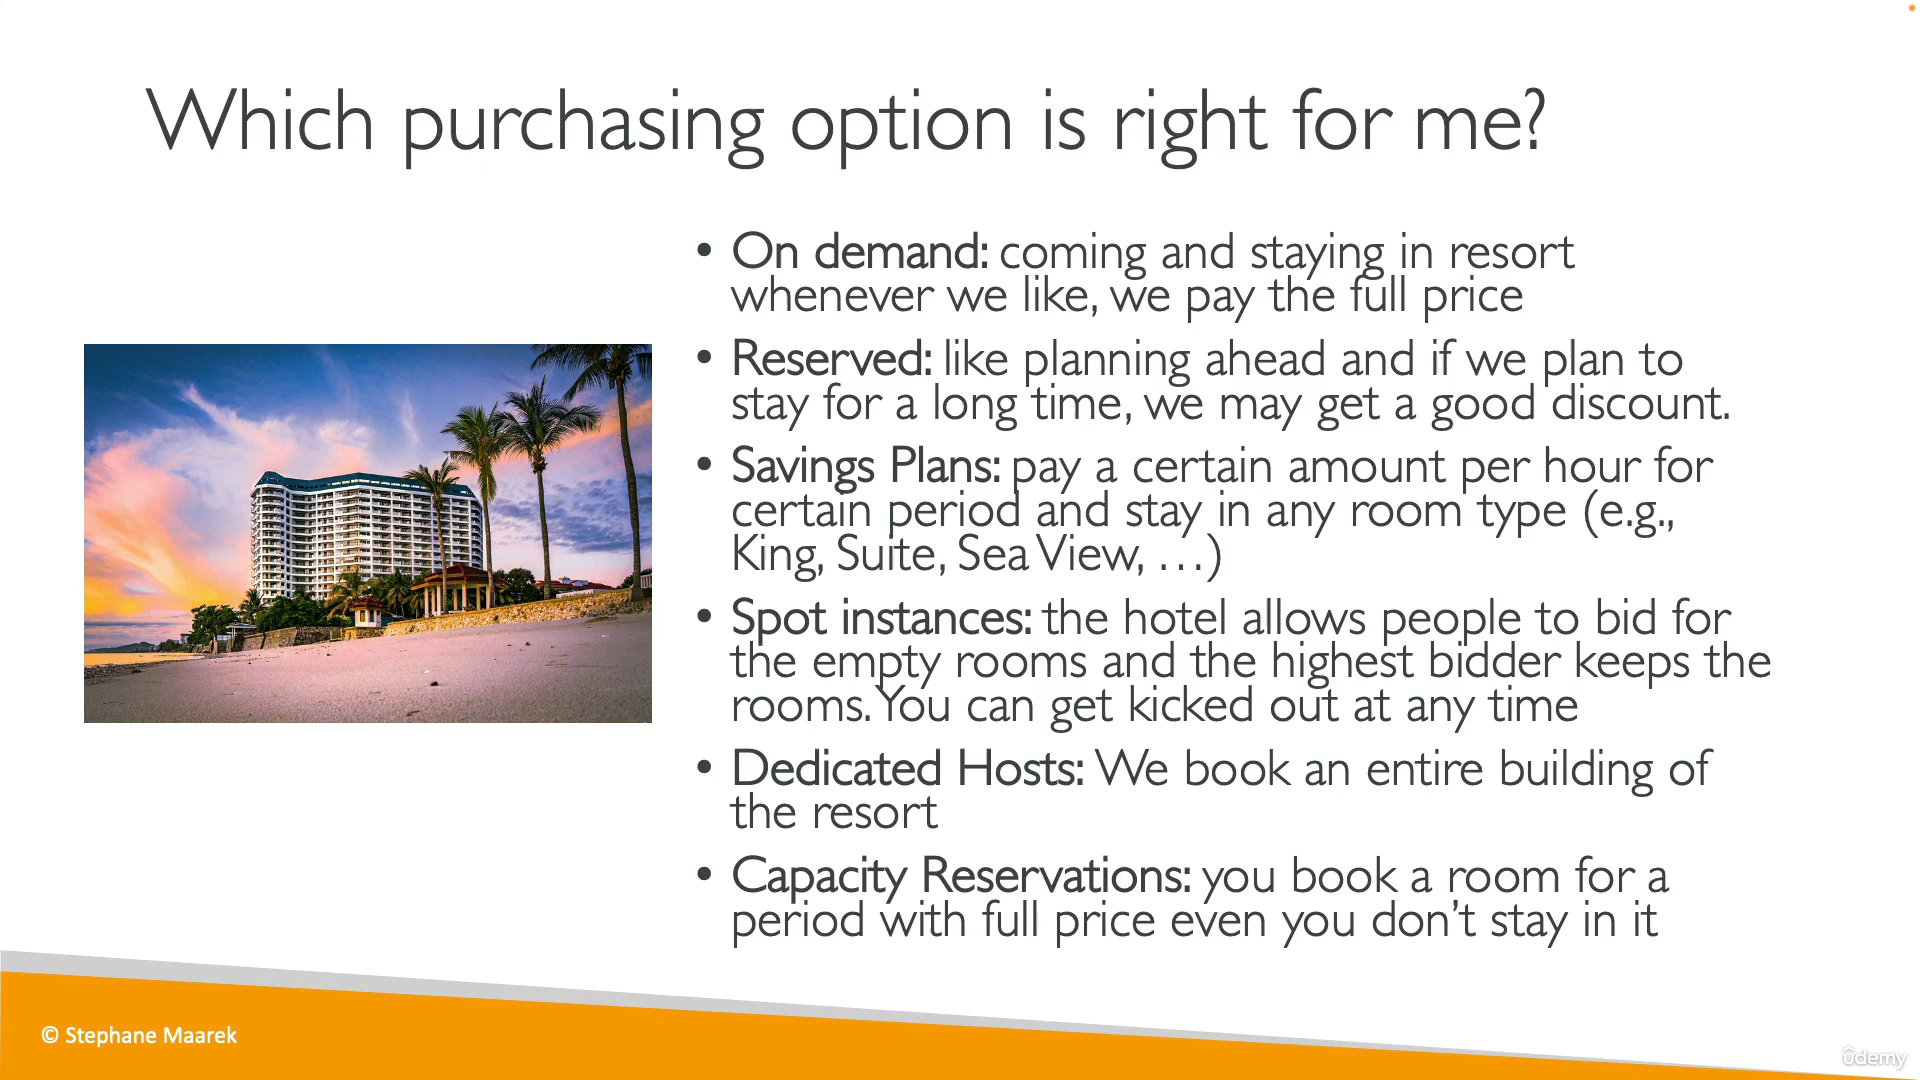 Which purchasing option is right for me?
• On demand: coming and staying in resort
whenever we like, we pay the full price
• Reserved: like planning ahead and if we plan to
stay for a long time, we may get a good discount.
• Savings Plans: pay a certain amount per hour for
certain period and stay in any room type (e.g.,
King, Suite, Sea View, …)
• Spot instances: the hotel allows people to bid for
the empty rooms and the highest bidder keeps the
rooms. You can get kicked out at any time
• Dedicated Hosts: We book an entire building of
the resort
• Capacity Reservations: you book a room for a
period with full price even you don’t stay in it
© Stephane Maarek
ûdemy